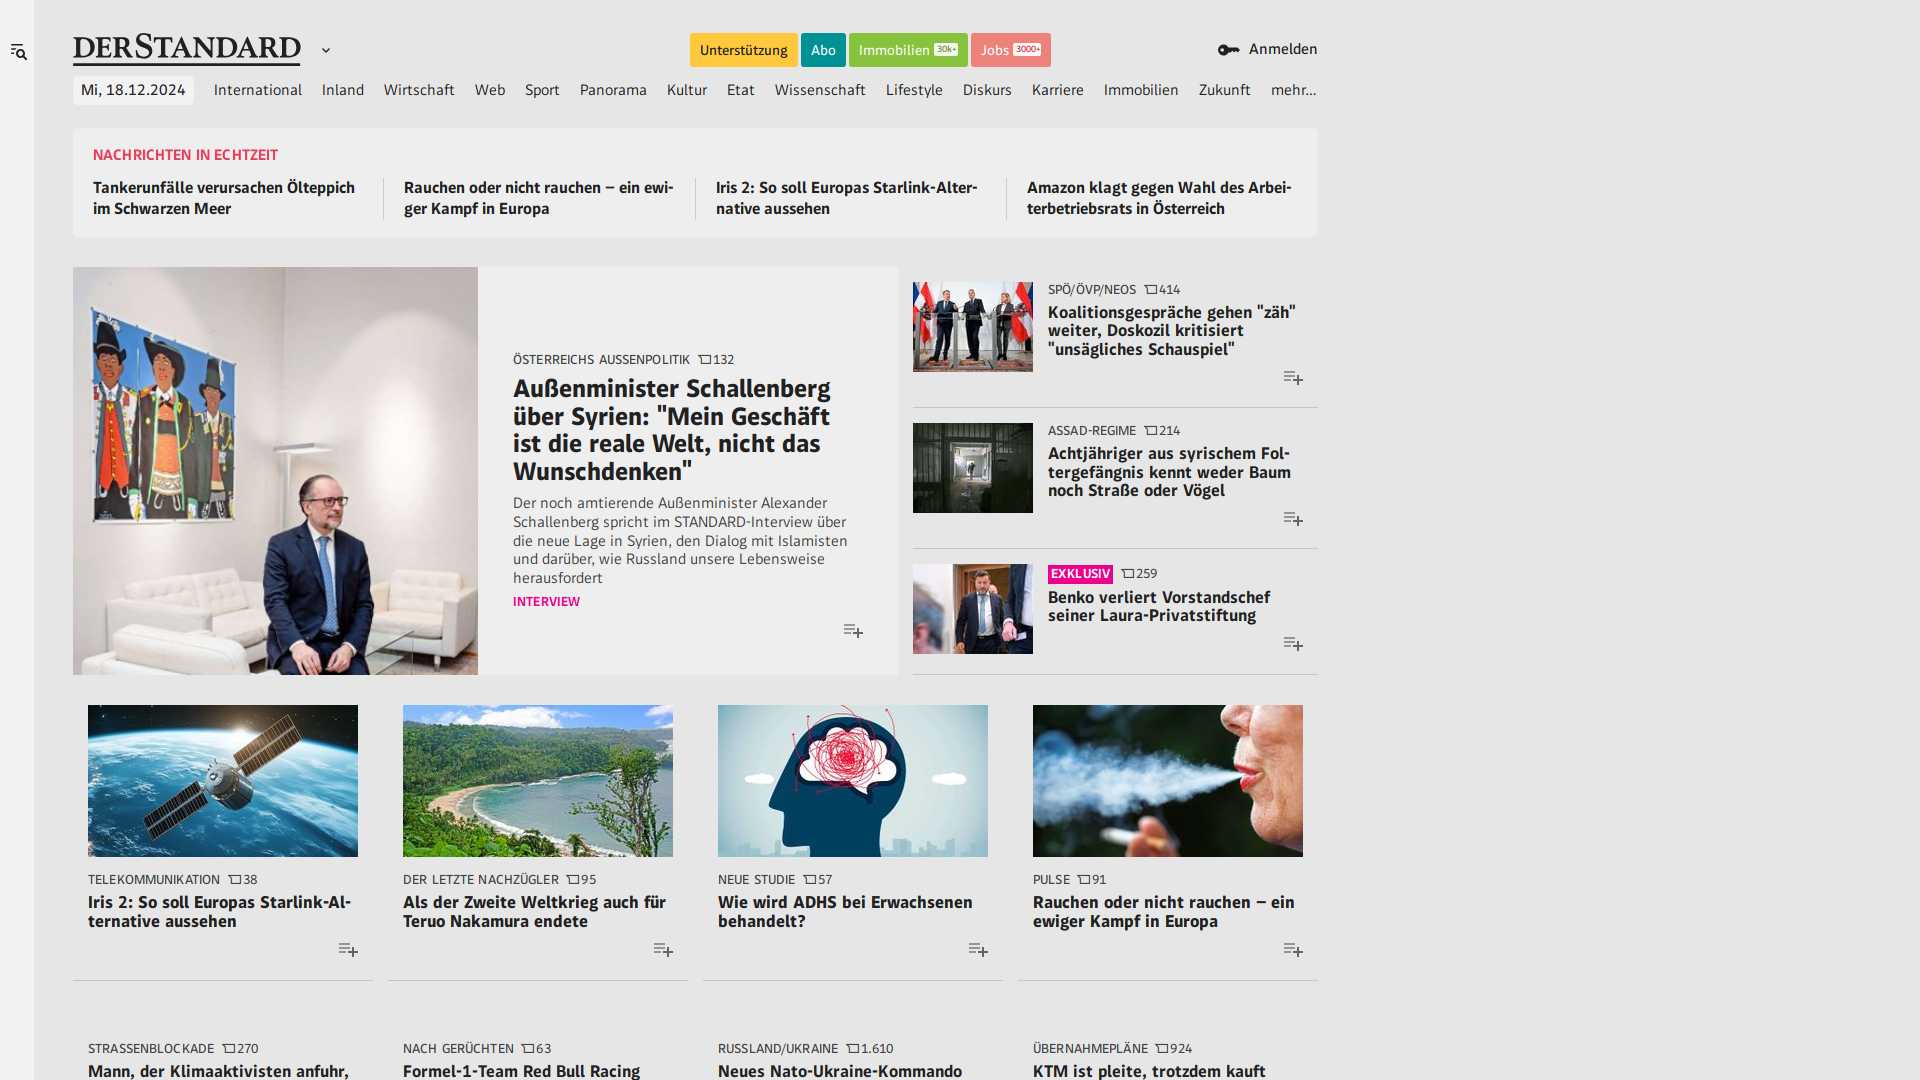 DERSTANDARD
Unterstützung
Abo
Immobilien 30k+
Jobs 3000+
Anmelden
Mi, 18.12.2024
International
Inland
Wirtschaft
Web
Sport
Panorama
Kultur
Etat
Wissenschaft
Lifestyle
Diskurs
Karriere
Immobilien
Zukunft
mehr…
NACHRICHTEN IN ECHTZEIT
Tankerunfälle verursachen Ölteppich
im Schwarzen Meer
Rauchen oder nicht rauchen – ein ewi-
ger Kampf in Europa
Iris 2: So soll Europas Starlink-Alter-
native aussehen
Amazon klagt gegen Wahl des Arbei-
terbetriebsrats in Österreich
ÖSTERREICHS AUSSENPOLITIK 132
Außenminister Schallenberg
über Syrien: "Mein Geschäft
ist die reale Welt, nicht das
Wunschdenken"
Der noch amtierende Außenminister Alexander
Schallenberg spricht im STANDARD-Interview über
die neue Lage in Syrien, den Dialog mit Islamisten
und darüber, wie Russland unsere Lebensweise
herausfordert
INTERVIEW
SPÖ/ÖVP/NEOS 414
Koalitionsgespräche gehen "zäh"
weiter, Doskozil kritisiert
"unsägliches Schauspiel"
ASSAD-REGIME 214
Achtjähriger aus syrischem Fol-
tergefängnis kennt weder Baum
noch Straße oder Vögel
EXKLUSIV 259
Benko verliert Vorstandschef
seiner Laura-Privatstiftung
TELEKOMMUNIKATION 38
Iris 2: So soll Europas Starlink-Al-
ternative aussehen
DER LETZTE NACHZÜGLER 95
Als der Zweite Weltkrieg auch für
Teruo Nakamura endete
NEUE STUDIE 57
Wie wird ADHS bei Erwachsenen
behandelt?
PULSE 91
Rauchen oder nicht rauchen – ein
ewiger Kampf in Europa
STRASSENBLOCKADE 270
Mann, der Klimaaktivisten anfuhr,
NACH GERÜCHTEN 63
Formel-1-Team Red Bull Racing
RUSSLAND/UKRAINE 1.610
Neues Nato-Ukraine-Kommando
ÜBERNAHMEPLÄNE 924
KTM ist pleite, trotzdem kauft